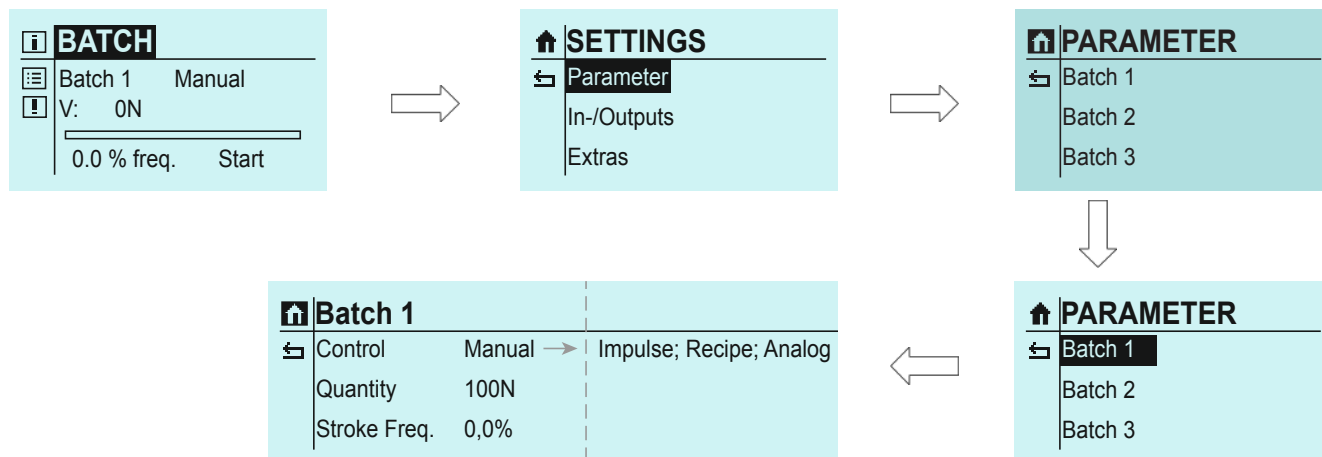 BATCH
Batch 1 Manual
V: 0N
0.0 % freq. Start
SETTINGS
Parameter
In-/Outputs
Extras
PARAMETER
Batch 1
Batch 2
Batch 3
PARAMETER
Batch 1
Batch 2
Batch 3
Batch 1
Control Manual Impulse; Recipe; Analog
Quantity 100N
Stroke Freq. 0,0%